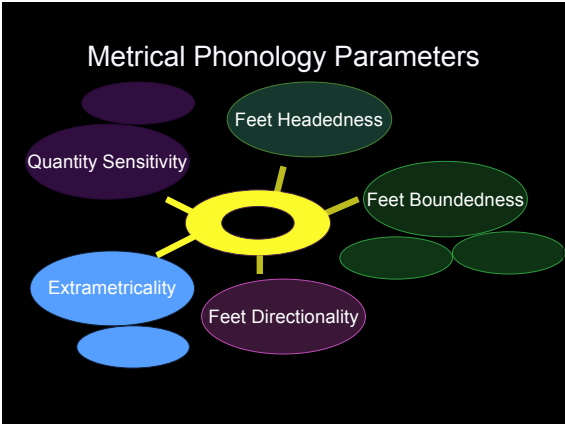 Metrical Phonology Parameters
Feet Headedness
Quantity Sensitivity
Feet Boundedness
Extrametricality
Feet Directionality